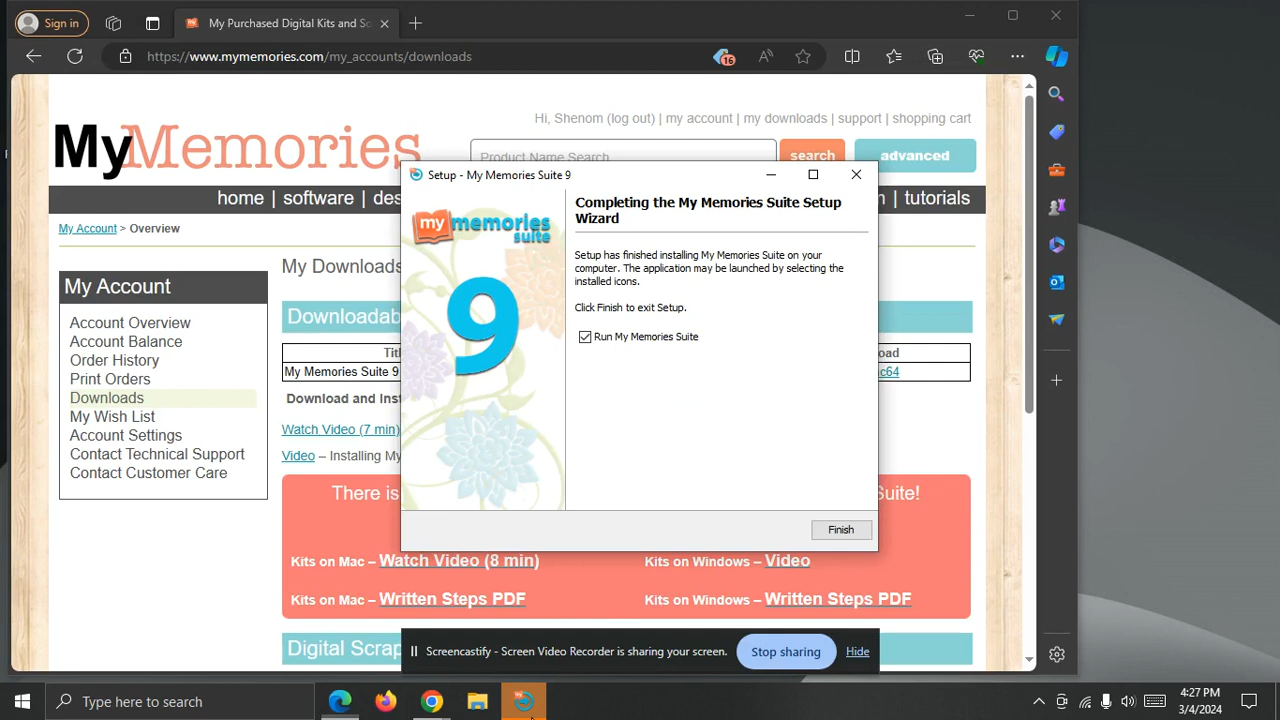 Sign in
My Purchased Digital Kits and So
https://www.mymemories.com/my_accounts/downloads
16
MyMemories
Hi, Shenom (log out) | my account | my downloads | support | shopping cart
Product Name Search
search
advanced
home | software | des
| tutorials
My Account > Overview
My Account
Account Overview
Account Balance
Order History
Print Orders
Downloads
My Wish List
Account Settings
Contact Technical Support
Contact Customer Care
My Downloads
Downloadab
Tit
oad
My Memories Suite 9
c64
Download and Inst
Watch Video (7 min)
Video – Installing My
There is
Suite!
Kits on Mac – Watch Video (8 min)
Kits on Windows – Video
Kits on Mac – Written Steps PDF
Kits on Windows – Written Steps PDF
Digital Scrap
Setup - My Memories Suite 9
my memories
suite
9
Completing the My Memories Suite Setup
Wizard
Setup has finished installing My Memories Suite on your
computer. The application may be launched by selecting the
installed icons.
Click Finish to exit Setup.
Run My Memories Suite
Finish
Screencastify - Screen Video Recorder is sharing your screen.
Stop sharing
Hide
Type here to search
4:27 PM
3/4/2024